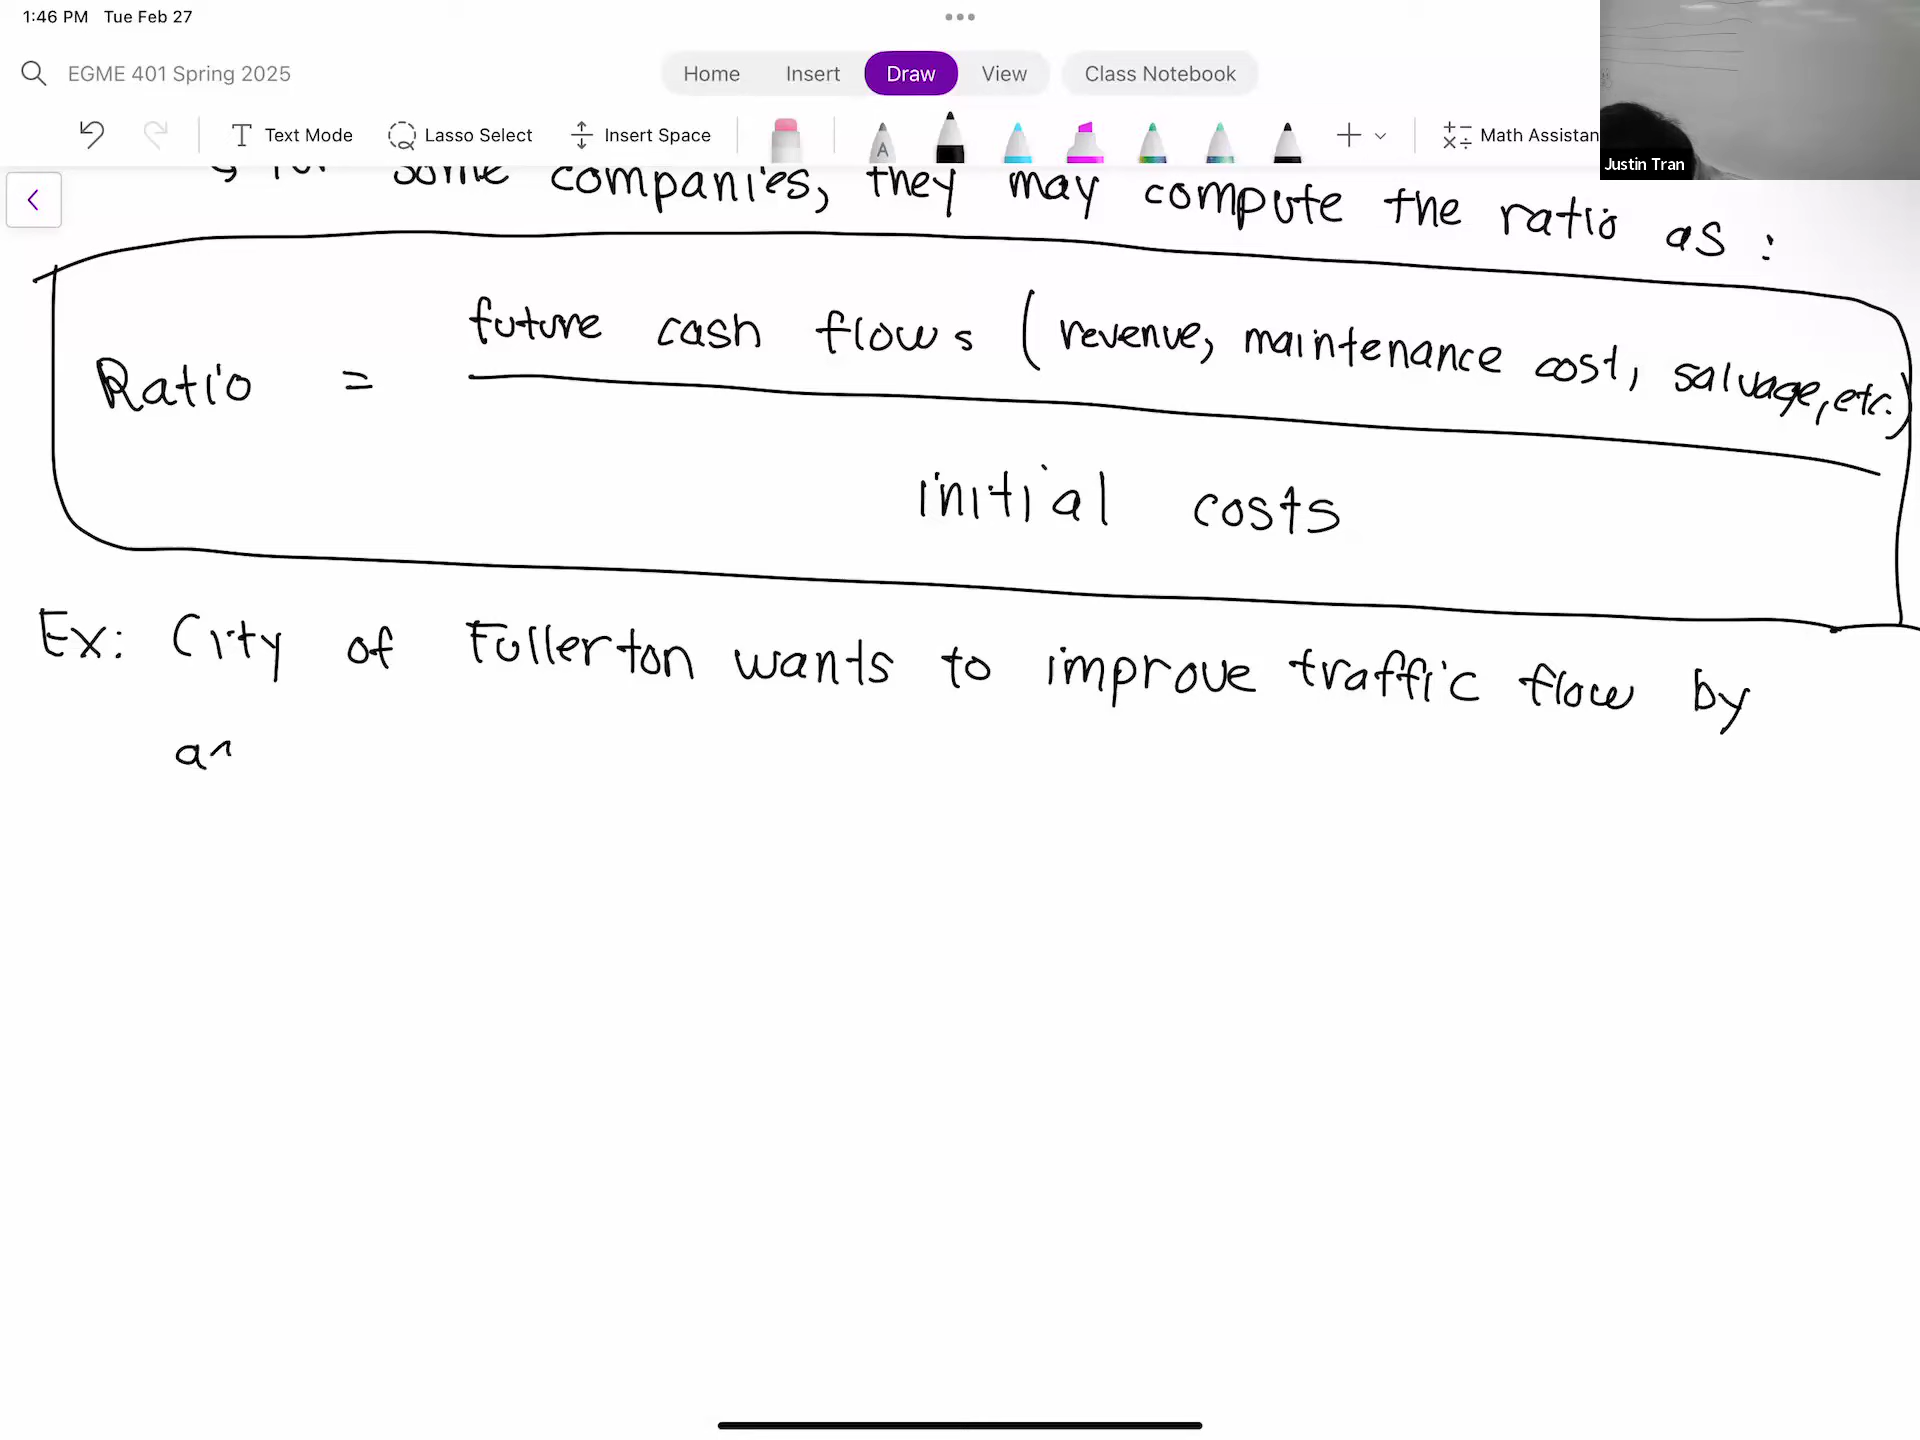 1:46 PM Tue Feb 27
EGME 401 Spring 2025
Home Insert Draw View Class Notebook
Text Mode Lasso Select Insert Space A Math Assistan
Justin Tran
for some companies, they may compute the ratio as :
future cash flows (revenue, maintenance cost, salvage, etc.)
Ratio =
initial costs
Ex: City of Fullerton wants to improve traffic flow by